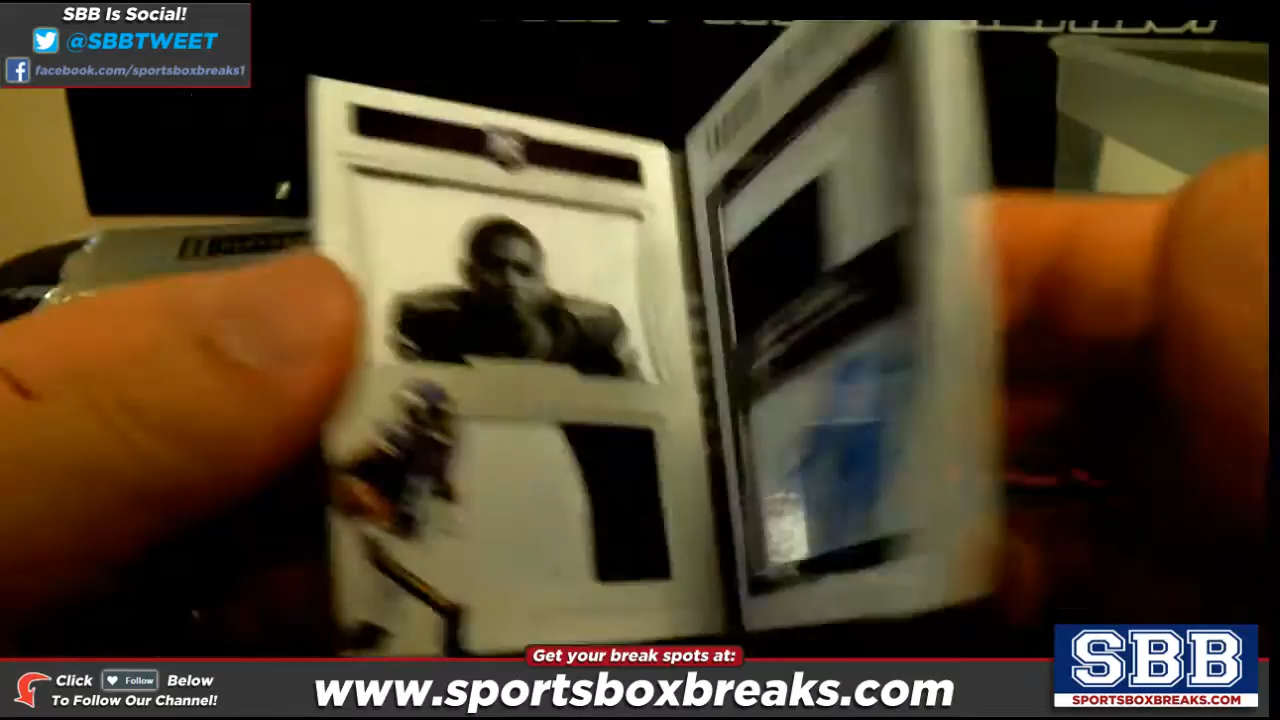 SBB Is Social!
@SBBTWEET
facebook.com/sportsboxbreaks1
Get your break spots at:
Click Follow Below
To Follow Our Channel!
www.sportsboxbreaks.com
SBB
SPORTSBOXBREAKS.COM